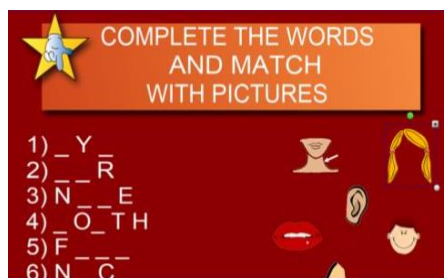 COMPLETE THE WORDS
AND MATCH
WITH PICTURES
1) _ Y _
2) _ _ R
3) N _ _ E
4) _ O _ T H
5) F _ _ _
6) N _ C _